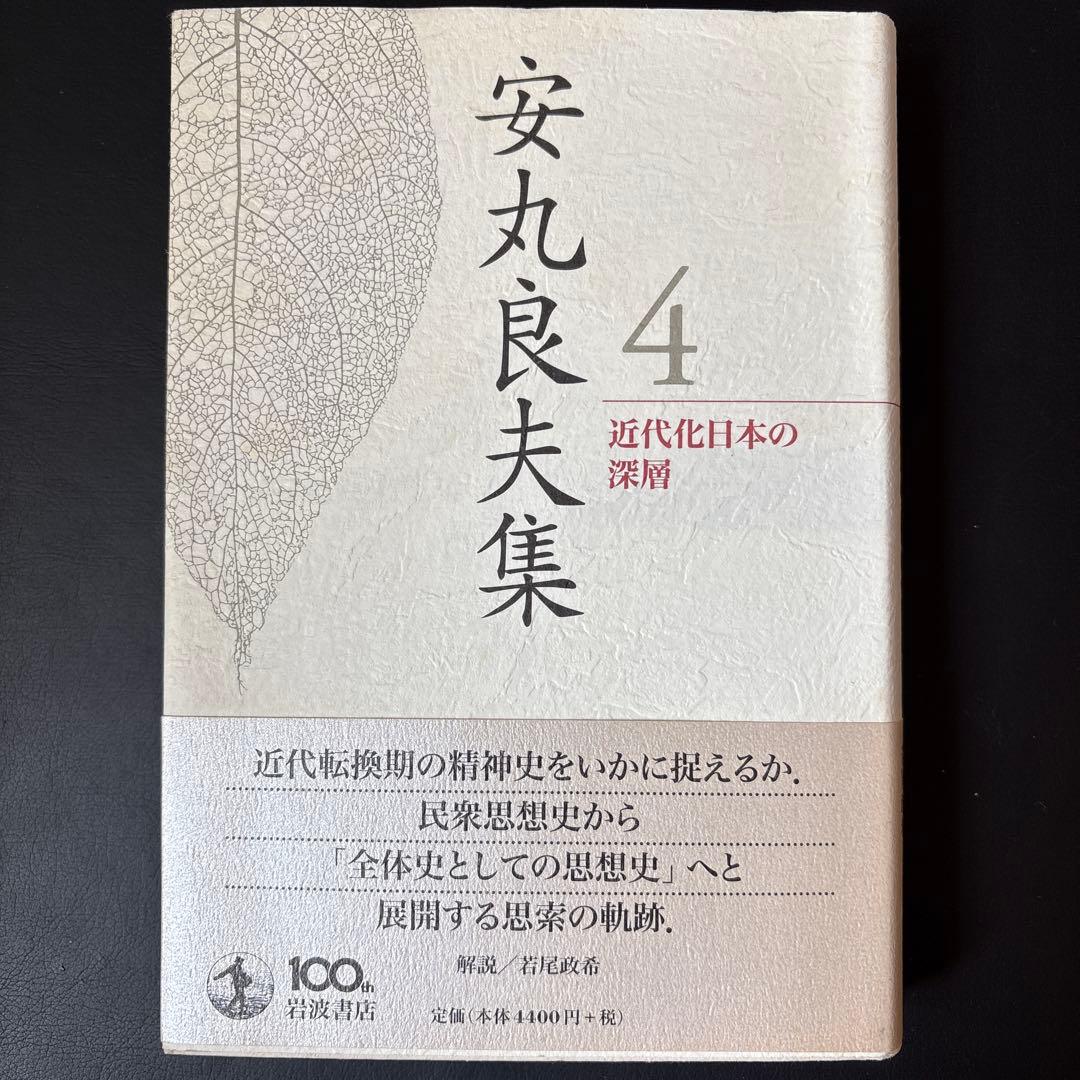 安丸良夫集
4
近代化日本の
深層
近代転換期の精神史をいかに捉えるか.
民衆思想史から
「全体史としての思想史」へと
展開する思索の軌跡.
解説／若尾政希
100th
岩波書店
定価(本体4400円+税)